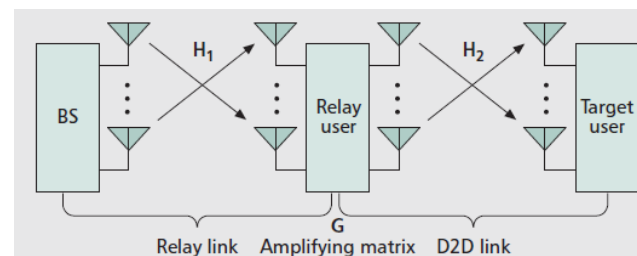 H1
H2
BS
Relay
user
Target
user
G
Relay link Amplifying matrix D2D link